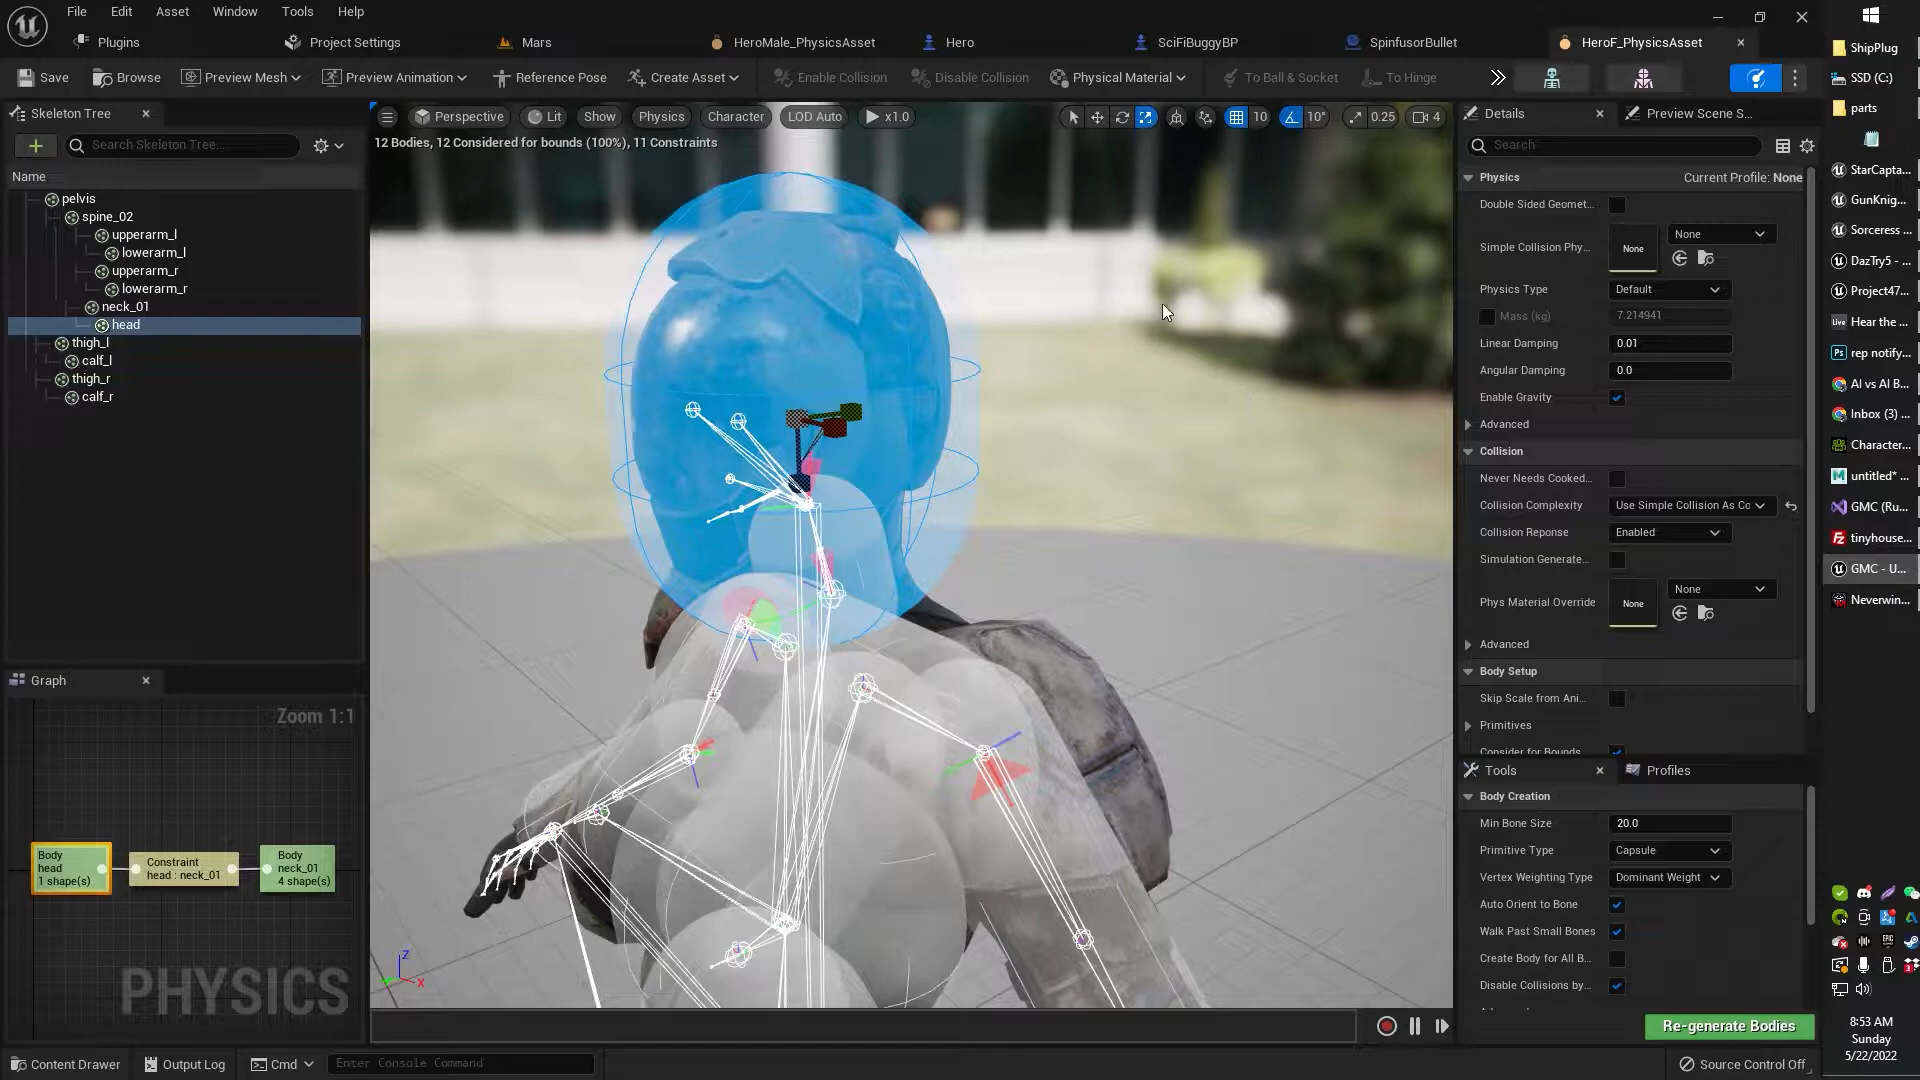 File Edit Asset Window Tools Help
Plugins Project Settings Mars HeroMale_PhysicsAsset Hero SciFiBuggyBP SpinfusorBullet HeroF_PhysicsAsset
Save Browse Preview Mesh Preview Animation Reference Pose Create Asset Enable Collision Disable Collision Physical Material To Ball & Socket To Hinge
Skeleton Tree
Search Skeleton Tree...
Name
pelvis
spine_02
upperarm_l
lowerarm_l
upperarm_r
lowerarm_r
neck_01
head
thigh_l
calf_l
thigh_r
calf_r
Graph
Zoom 1:1
Body
head
1 shape(s)
Constraint
head : neck_01
Body
neck_01
4 shape(s)
PHYSICS
Perspective Lit Show Physics Character LOD Auto x1.0 10 10° 0.25 4
12 Bodies, 12 Considered for bounds (100%), 11 Constraints
Z
X
Details Preview Scene S...
Search
Physics Current Profile: None
Double Sided Geomet...
Simple Collision Phy... None None
Physics Type Default
Mass (kg) 7.214941
Linear Damping 0.01
Angular Damping 0.0
Enable Gravity
Advanced
Collision
Never Needs Cooked...
Collision Complexity Use Simple Collision As Co
Collision Reponse Enabled
Simulation Generate...
Phys Material Override None None
Advanced
Body Setup
Skip Scale from Ani...
Primitives
Consider for Bounds
Tools Profiles
Body Creation
Min Bone Size 20.0
Primitive Type Capsule
Vertex Weighting Type Dominant Weight
Auto Orient to Bone
Walk Past Small Bones
Create Body for All B...
Disable Collisions by...
Re-generate Bodies
Content Drawer Output Log Cmd Enter Console Command Source Control Off
ShipPlug
SSD (C:)
parts
StarCapta...
GunKnig...
Sorceress ...
DazTry5 - ...
Project47...
Live Hear the ...
Ps rep notify...
AI vs AI B...
Inbox (3) ...
Character...
M untitled* ...
GMC (Ru...
Fz tinyhouse...
GMC - U...
Neverwin...
8:53 AM
Sunday
5/22/2022